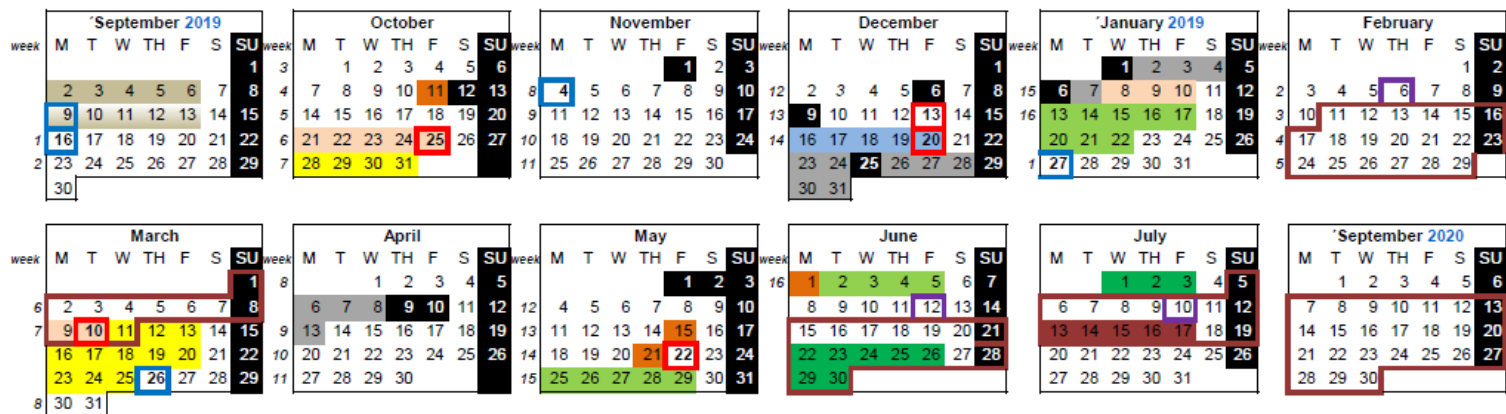 ´September 2019
week M T W TH F S SU
1
2 3 4 5 6 7 8
9 10 11 12 13 14 15
1 16 17 18 19 20 21 22
2 23 24 25 26 27 28 29
30
October
week M T W TH F S SU
3 1 2 3 4 5 6
4 7 8 9 10 11 12 13
5 14 15 16 17 18 19 20
6 21 22 23 24 25 26 27
7 28 29 30 31
November
week M T W TH F S SU
1 2 3
8 4 5 6 7 8 9 10
9 11 12 13 14 15 16 17
10 18 19 20 21 22 23 24
11 25 26 27 28 29 30
December
week M T W TH F S SU
1
12 2 3 4 5 6 7 8
13 9 10 11 12 13 14 15
14 16 17 18 19 20 21 22
23 24 25 26 27 28 29
30 31
´January 2019
week M T W TH F S SU
1 2 3 4 5
15 6 7 8 9 10 11 12
16 13 14 15 16 17 18 19
20 21 22 23 24 25 26
1 27 28 29 30 31
February
week M T W TH F S SU
1 2
2 3 4 5 6 7 8 9
3 10 11 12 13 14 15 16
4 17 18 19 20 21 22 23
5 24 25 26 27 28 29
March
week M T W TH F S SU
1
6 2 3 4 5 6 7 8
7 9 10 11 12 13 14 15
16 17 18 19 20 21 22
23 24 25 26 27 28 29
8 30 31
April
week M T W TH F S SU
8 1 2 3 4 5
6 7 8 9 10 11 12
9 13 14 15 16 17 18 19
10 20 21 22 23 24 25 26
11 27 28 29 30
May
week M T W TH F S SU
1 2 3
12 4 5 6 7 8 9 10
13 11 12 13 14 15 16 17
14 18 19 20 21 22 23 24
15 25 26 27 28 29 30 31
June
week M T W TH F S SU
16 1 2 3 4 5 6 7
8 9 10 11 12 13 14
15 16 17 18 19 20 21
22 23 24 25 26 27 28
29 30
July
week M T W TH F S SU
1 2 3 4 5
6 7 8 9 10 11 12
13 14 15 16 17 18 19
20 21 22 23 24 25 26
27 28 29 30 31
´September 2020
week M T W TH F S SU
1 2 3 4 5 6
7 8 9 10 11 12 13
14 15 16 17 18 19 20
21 22 23 24 25 26 27
28 29 30